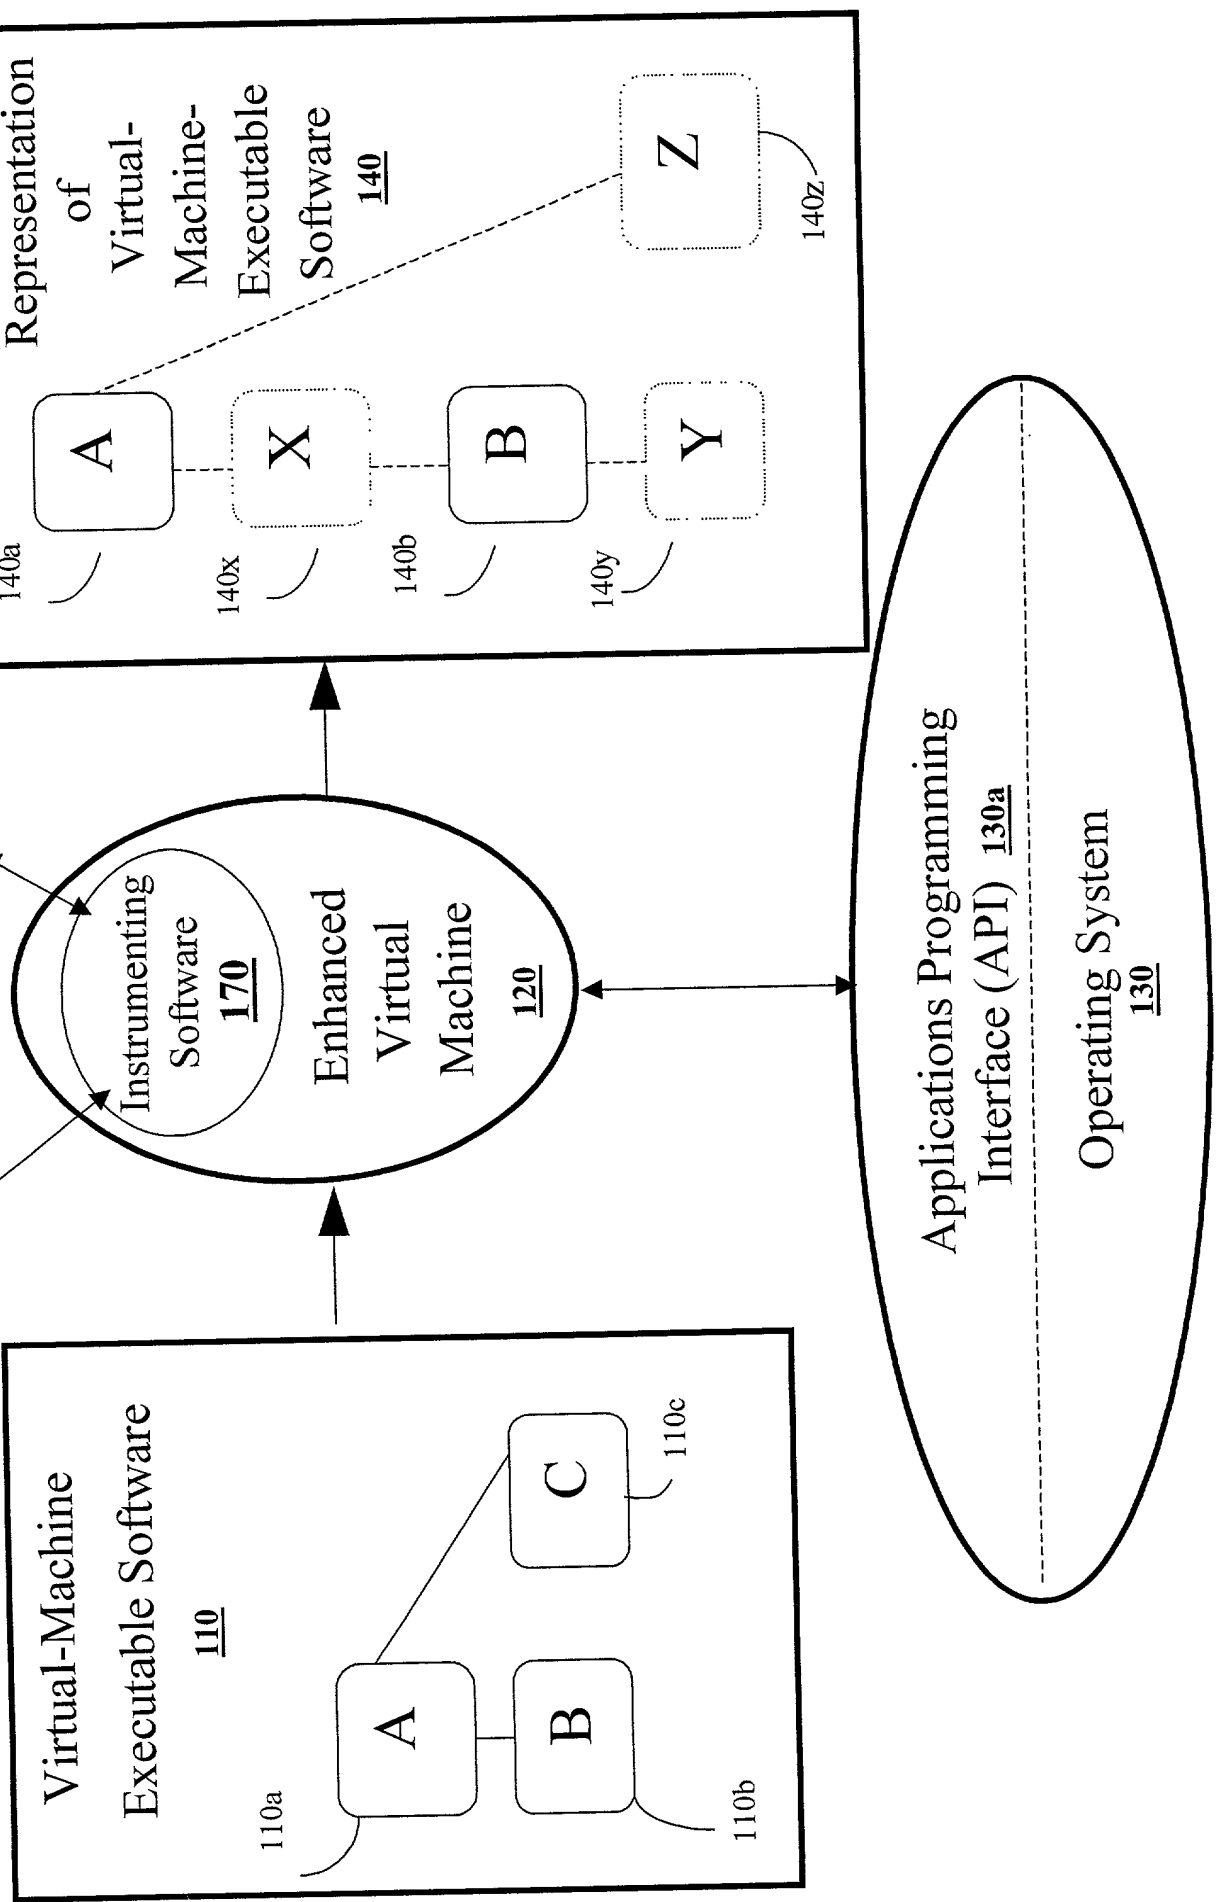 Virtual-Machine
Executable Software
110
110a
A
B
110b
C
110c
Instrumenting
Software
170
Enhanced
Virtual
Machine
120
Representation
of
Virtual-
Machine-
Executable
Software
140
140a
A
140x
X
140b
B
140y
Y
Z
140z
Applications Programming
Interface (API) 130a
Operating System
130